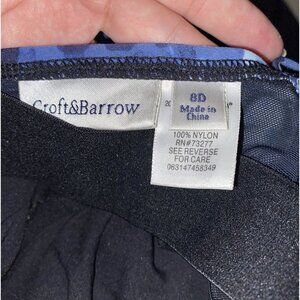 Croft&Barrow
8D
Made in
China
100% NYLON
RN#73277
SEE REVERSE
FOR CARE
063147458349